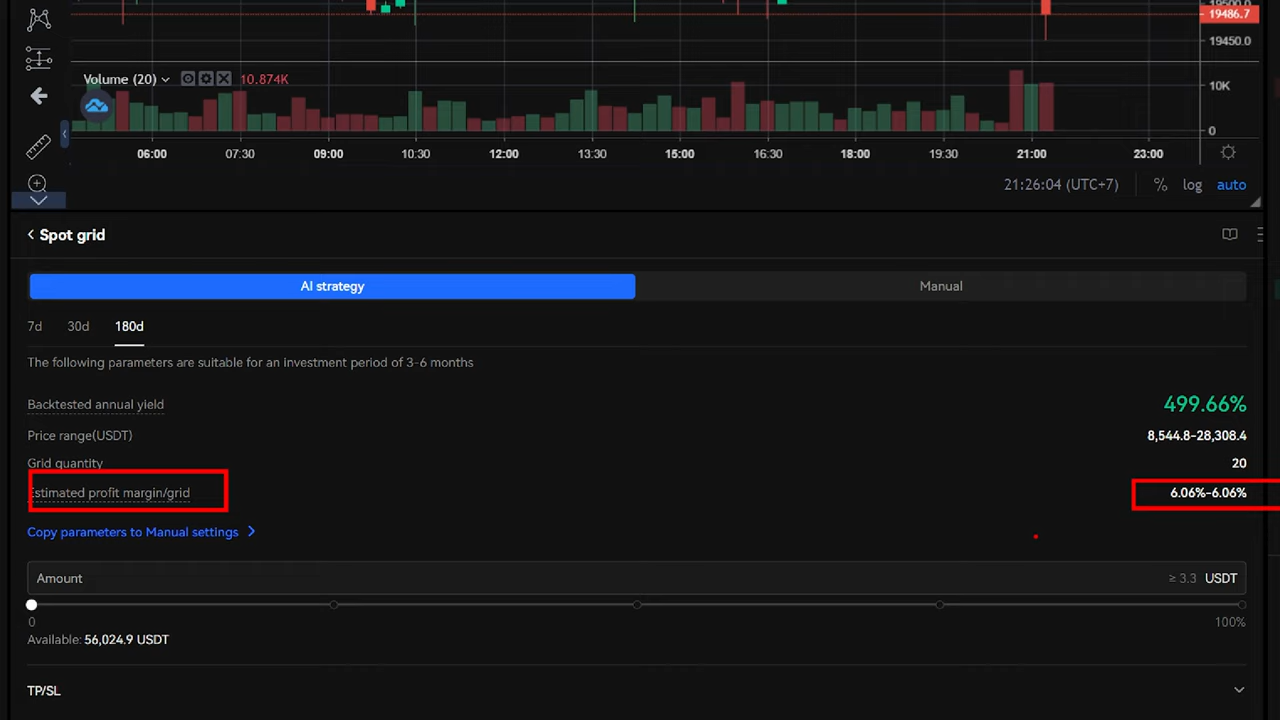 19486.7
19450.0
Volume (20) 10.874K
10K
0
06:00 07:30 09:00 10:30 12:00 13:30 15:00 16:30 18:00 19:30 21:00 23:00
21:26:04 (UTC+7) % log auto
Spot grid
AI strategy Manual
7d 30d 180d
The following parameters are suitable for an investment period of 3-6 months
Backtested annual yield 499.66%
Price range(USDT) 8,544.8-28,308.4
Grid quantity 20
Estimated profit margin/grid 6.06%-6.06%
Copy parameters to Manual settings
Amount ≥ 3.3 USDT
0 100%
Available: 56,024.9 USDT
TP/SL